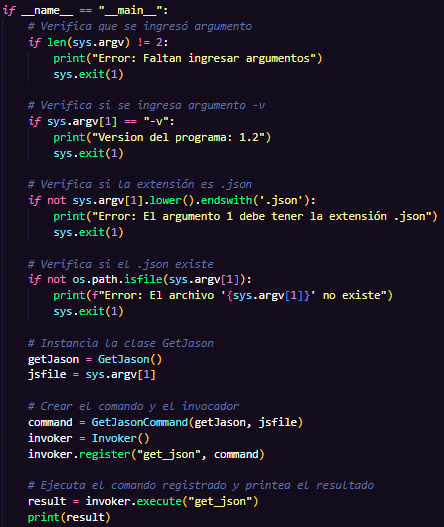 if __name__ == "__main__":
    # Verifica que se ingresó argumento
    if len(sys.argv) != 2:
        print("Error: Faltan ingresar argumentos")
        sys.exit(1)

    # Verifica si se ingresa argumento -v
    if sys.argv[1] == "-v":
        print("Version del programa: 1.2")
        sys.exit(1)

    # Verifica si la extensión es .json
    if not sys.argv[1].lower().endswith('.json'):
        print("Error: El argumento 1 debe tener la extensión .json")
        sys.exit(1)

    # Verifica si el .json existe
    if not os.path.isfile(sys.argv[1]):
        print(f"Error: El archivo '{sys.argv[1]}' no existe")
        sys.exit(1)

    # Instancia la clase GetJason
    getJason = GetJason()
    jsfile = sys.argv[1]

    # Crear el comando y el invocador
    command = GetJasonCommand(getJason, jsfile)
    invoker = Invoker()
    invoker.register("get_json", command)

    # Ejecuta el comando registrado y printea el resultado
    result = invoker.execute("get_json")
    print(result)